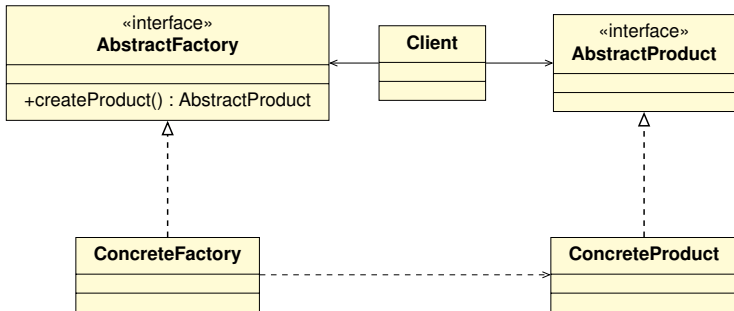 «interface»
AbstractFactory
+createProduct() : AbstractProduct
Client
«interface»
AbstractProduct
ConcreteFactory
ConcreteProduct